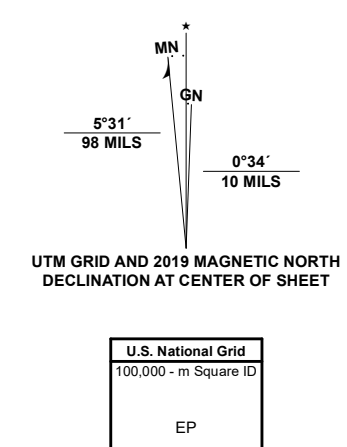 ★
MN
GN
5°31´
98 MILS
0°34´
10 MILS
UTM GRID AND 2019 MAGNETIC NORTH
DECLINATION AT CENTER OF SHEET
U.S. National Grid
100,000 - m Square ID
EP